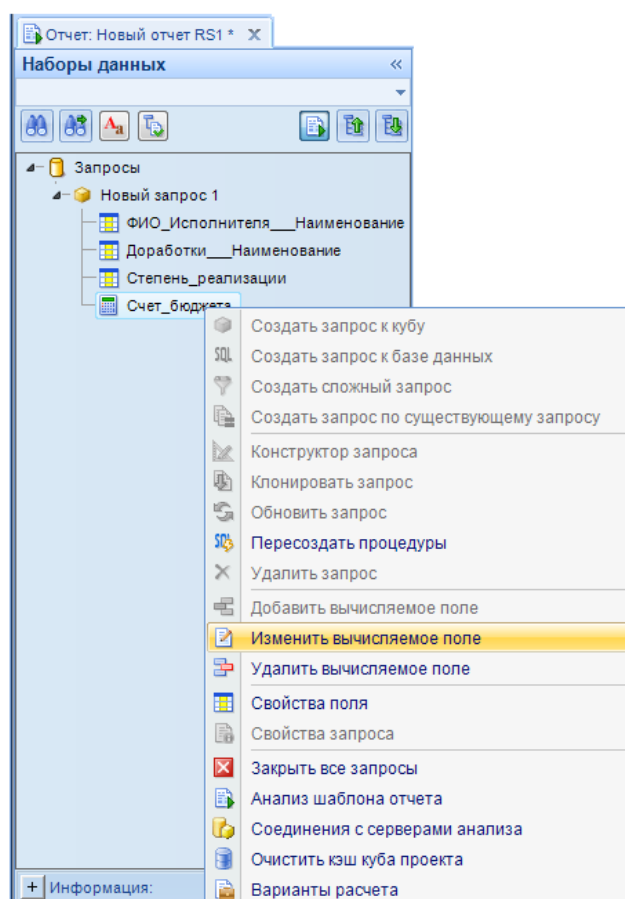 Отчет: Новый отчет RS1 * X
Наборы данных «
Aa
Запросы
Новый запрос 1
ФИО_Исполнителя___Наименование
Доработки___Наименование
Степень_реализации
Счет_бюджета
Создать запрос к кубу
SQL Создать запрос к базе данных
Создать сложный запрос
Создать запрос по существующему запросу
Конструктор запроса
Клонировать запрос
Обновить запрос
SQL Пересоздать процедуры
Удалить запрос
Добавить вычисляемое поле
Изменить вычисляемое поле
Удалить вычисляемое поле
Свойства поля
Свойства запроса
Закрыть все запросы
Анализ шаблона отчета
Соединения с серверами анализа
Очистить кэш куба проекта
+ Информация:
Варианты расчета